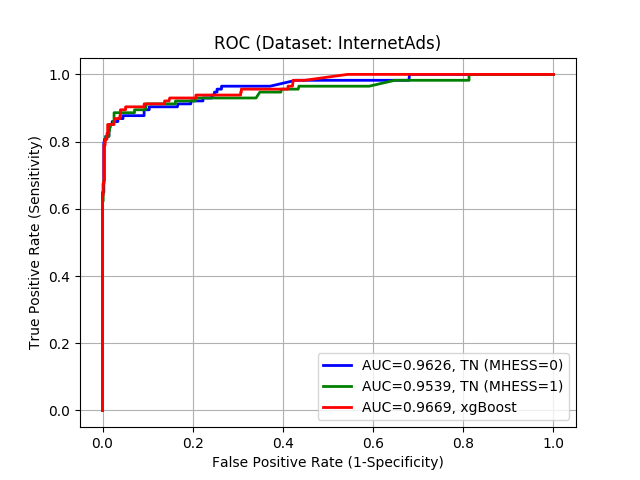 ROC (Dataset: InternetAds)
True Positive Rate (Sensitivity)
1.0
0.8
0.6
0.4
0.2
0.0
AUC=0.9626, TN (MHESS=0)
AUC=0.9539, TN (MHESS=1)
AUC=0.9669, xgBoost
0.0 0.2 0.4 0.6 0.8 1.0
False Positive Rate (1-Specificity)